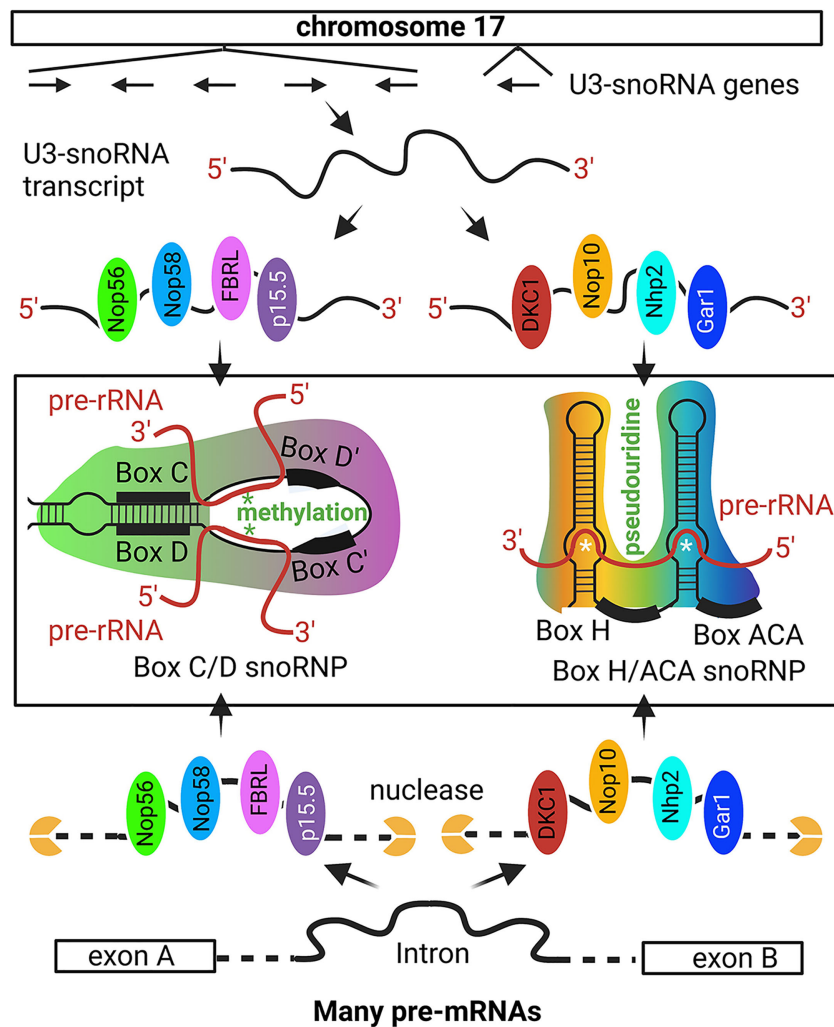 chromosome 17
U3-snoRNA genes
U3-snoRNA
transcript
5'
3'
Nop56
Nop58
FBRL
p15.5
5'
3'
DKC1
Nop10
Nhp2
Gar1
5'
3'
pre-rRNA
5'
3'
Box C
Box D'
*
methylation
*
Box D
Box C'
5'
pre-rRNA
3'
Box C/D snoRNP
pseudouridine
pre-rRNA
3'
*
*
5'
Box H
Box ACA
Box H/ACA snoRNP
Nop56
Nop58
FBRL
p15.5
nuclease
DKC1
Nop10
Nhp2
Gar1
exon A
Intron
exon B
Many pre-mRNAs